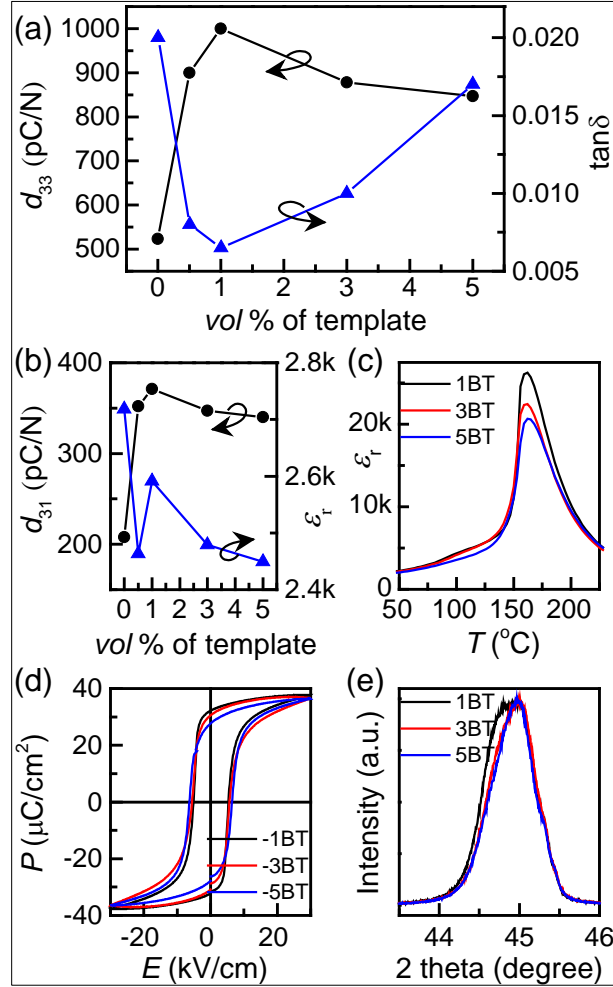 (a)
1000
900
800
700
600
500
d33 (pC/N)
0.020
0.015
0.010
0.005
tanδ
0 1 2 3 4 5
vol % of template
(b)
400
350
300
250
200
d31 (pC/N)
2.8k
2.6k
2.4k
εr
0 1 2 3 4 5
vol % of template
(c)
1BT
3BT
5BT
20k
10k
0
εr
50 100 150 200
T (°C)
(d)
40
20
0
-20
-40
P (μC/cm²)
-1BT
-3BT
-5BT
-20 0 20
E (kV/cm)
(e)
1BT
3BT
5BT
Intensity (a.u.)
44 45 46
2 theta (degree)